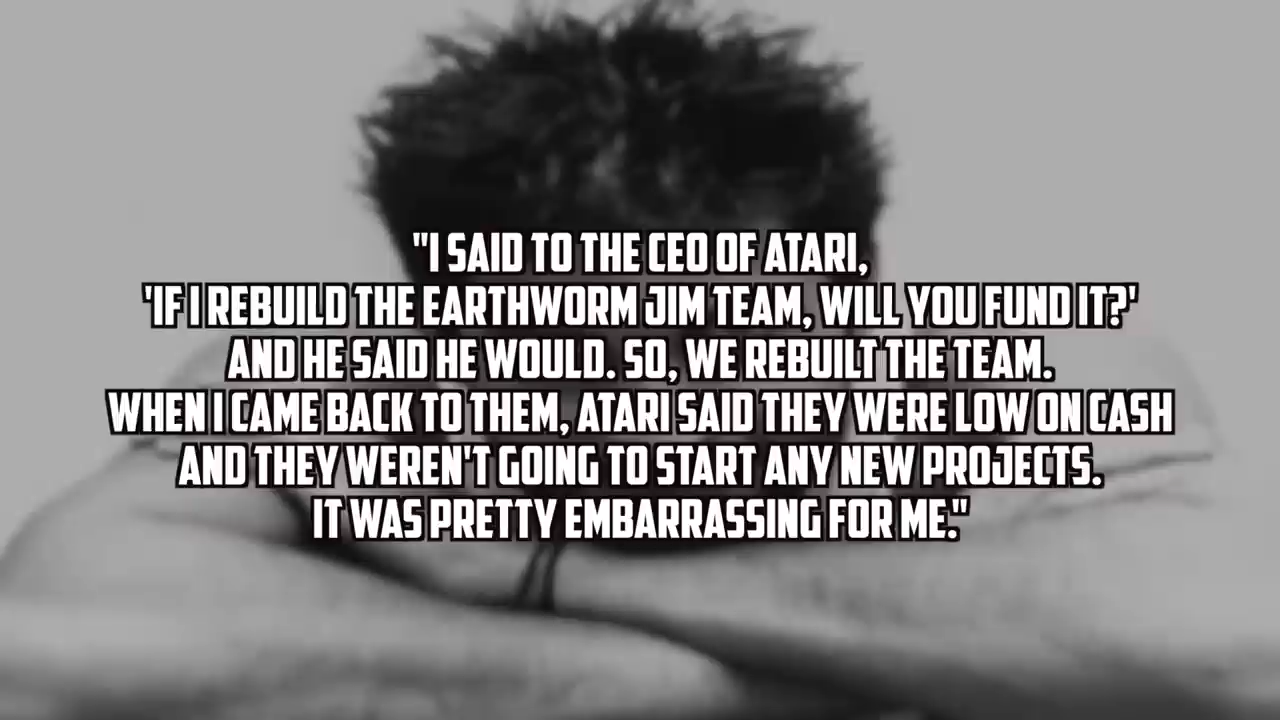 "I SAID TO THE CEO OF ATARI,
'IF I REBUILD THE EARTHWORM JIM TEAM, WILL YOU FUND IT?'
AND HE SAID HE WOULD. SO, WE REBUILT THE TEAM.
WHEN I CAME BACK TO THEM, ATARI SAID THEY WERE LOW ON CASH
AND THEY WEREN'T GOING TO START ANY NEW PROJECTS.
IT WAS PRETTY EMBARRASSING FOR ME."